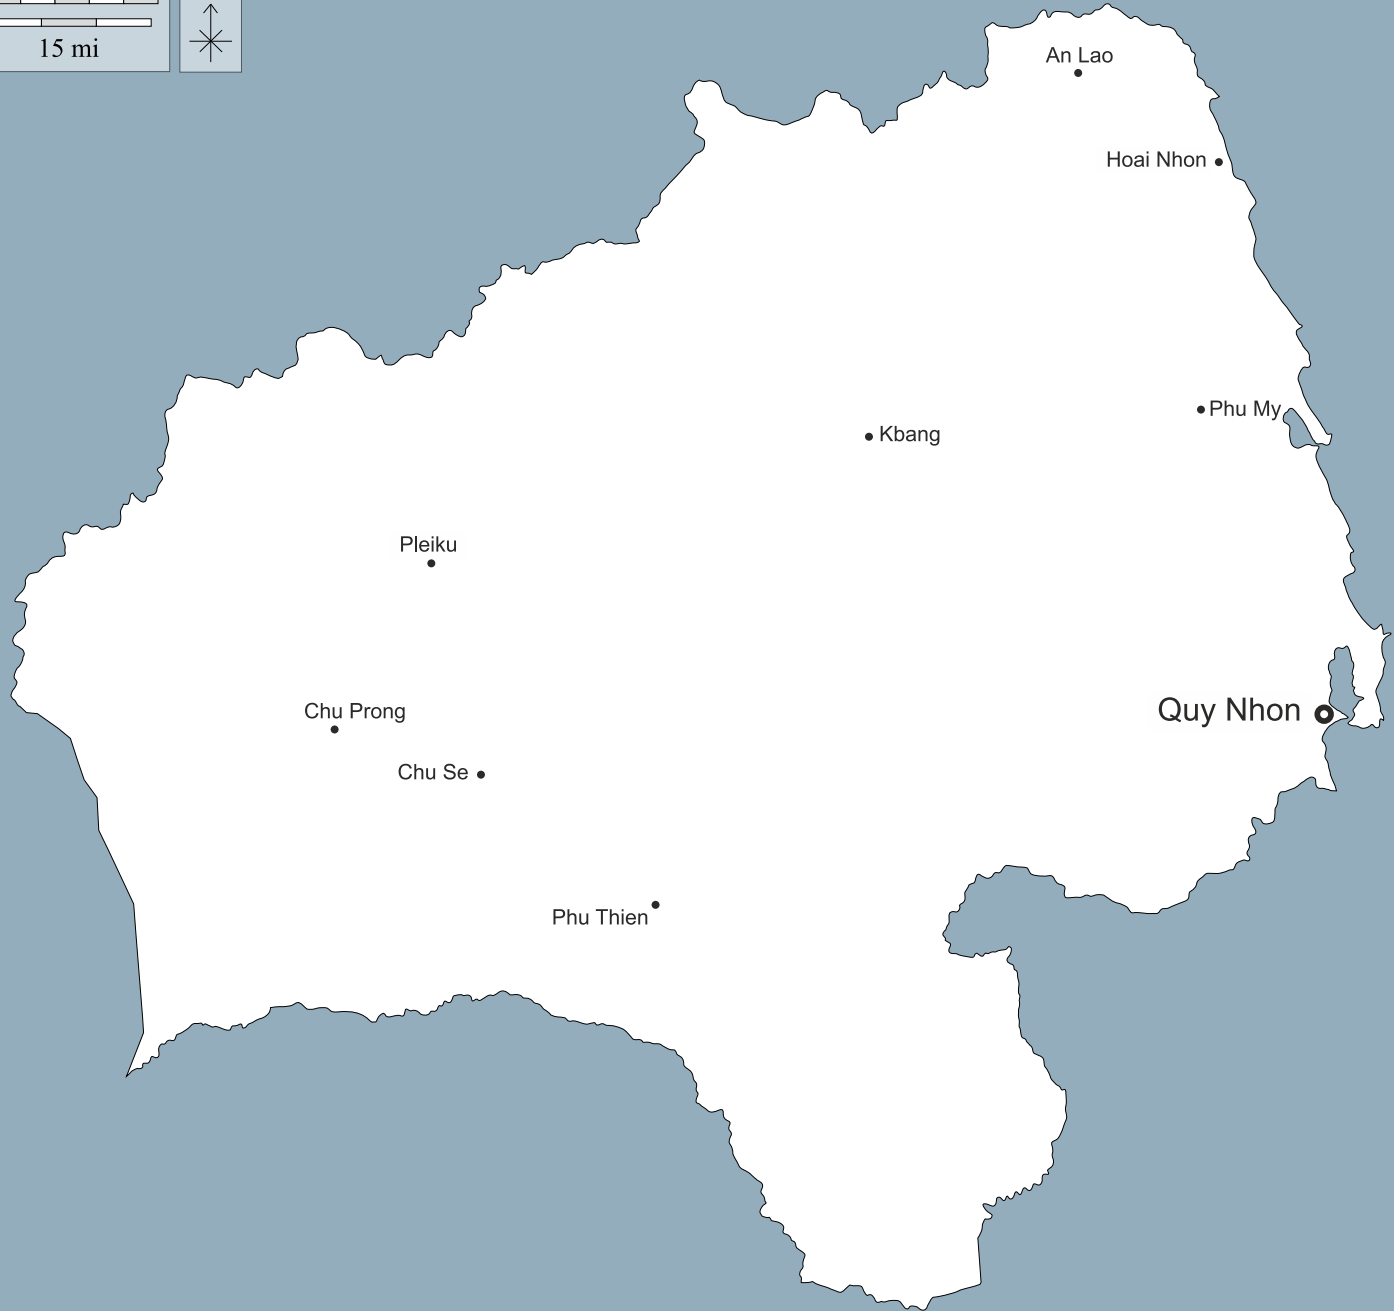 15 mi
An Lao
Hoai Nhon
Phu My
Kbang
Pleiku
Quy Nhon
Chu Prong
Chu Se
Phu Thien